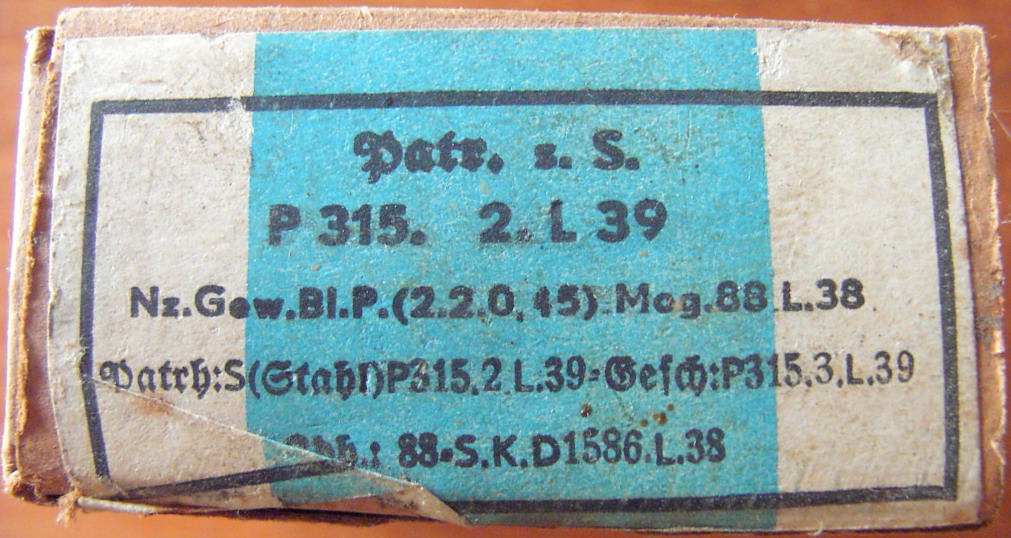 Patr. s. S.
P 315. 2. L 39
Nz.Gew.Bl.P.(2.2.0,45).Mog.88.L.38
Patrh:S(Stahl)P315.2.L.39=Gesch:P315.3.L.39
88-S.K.D1586.L.38